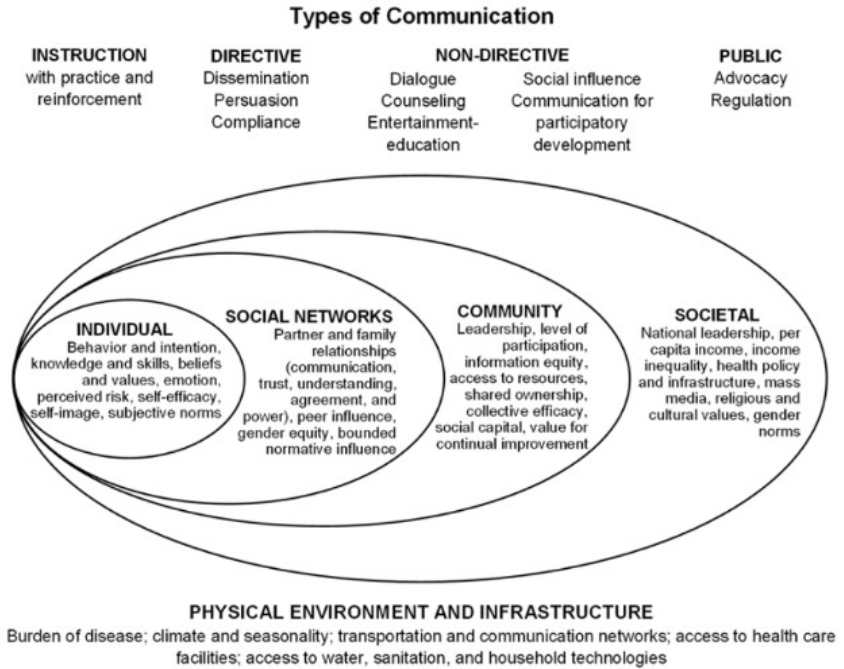 Types of Communication
INSTRUCTION
with practice and
reinforcement
DIRECTIVE
Dissemination
Persuasion
Compliance
NON-DIRECTIVE
Dialogue
Counseling
Entertainment-
education
Social influence
Communication for
participatory
development
PUBLIC
Advocacy
Regulation
INDIVIDUAL
Behavior and intention,
knowledge and skills, beliefs
and values, emotion,
perceived risk, self-efficacy,
self-image, subjective norms
SOCIAL NETWORKS
Partner and family
relationships
(communication,
trust, understanding,
agreement, and
power), peer influence,
gender equity, bounded
normative influence
COMMUNITY
Leadership, level of
participation,
information equity,
access to resources,
shared ownership,
collective efficacy,
social capital, value for
continual improvement
SOCIETAL
National leadership, per
capita income, income
inequality, health policy
and infrastructure, mass
media, religious and
cultural values, gender
norms
PHYSICAL ENVIRONMENT AND INFRASTRUCTURE
Burden of disease; climate and seasonality; transportation and communication networks; access to health care
facilities; access to water, sanitation, and household technologies